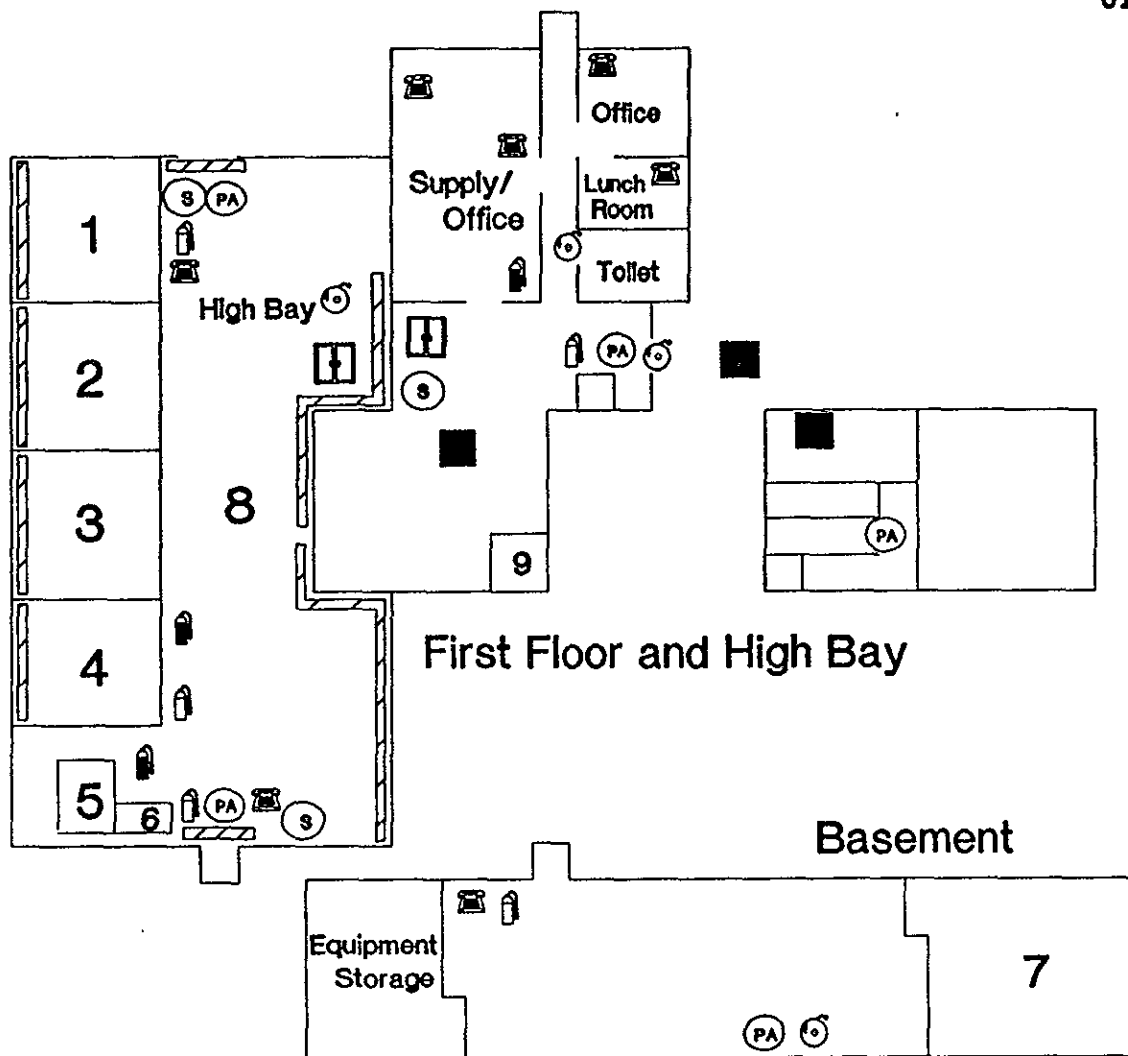 Office
Supply/
Office
Lunch
Room
Toilet
1
S
PA
High Bay
2
PA
S
3
8
PA
9
4
First Floor and High Bay
5
6
PA
S
Basement
Equipment
Storage
7
PA